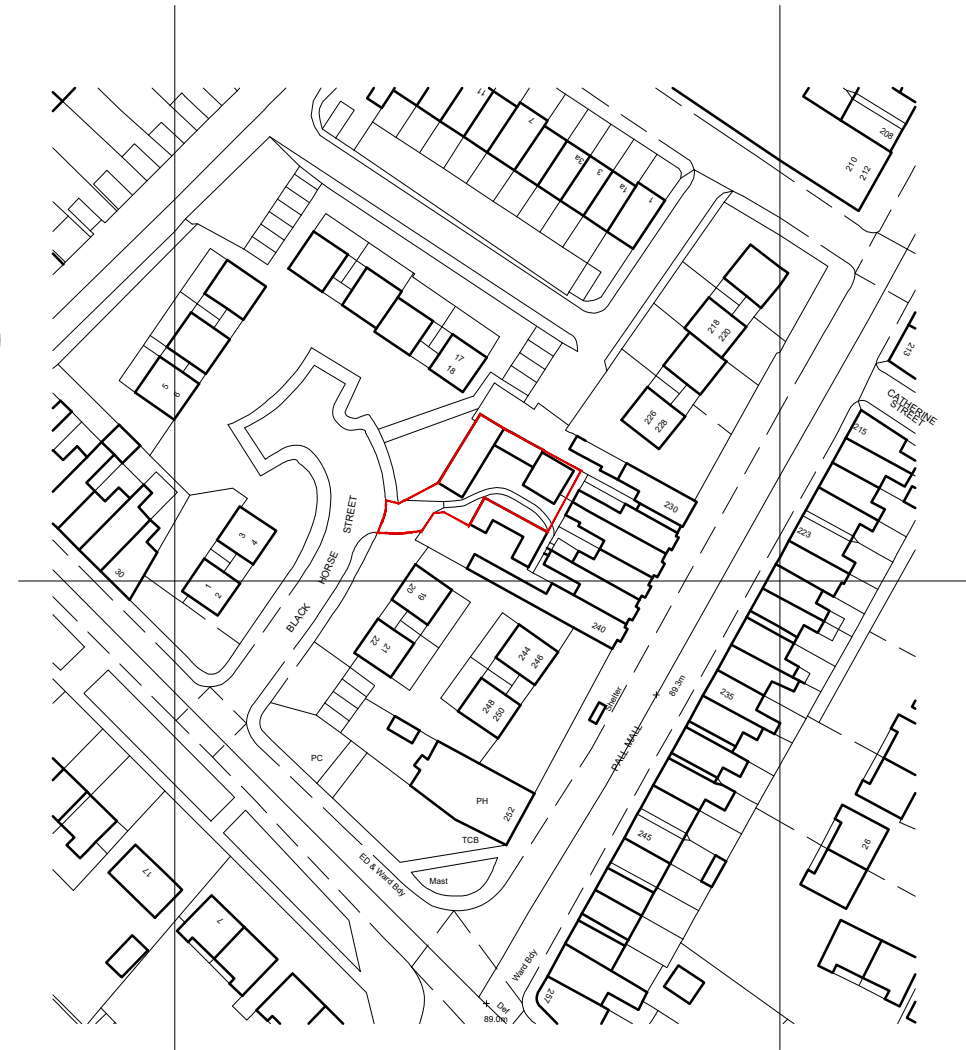 11
7
3a
3
1a
1
208
210
212
213
CATHERINE
STREET
218
220
226
228
17
18
5
6
215
223
230
STREET
HORSE
BLACK
3
4
1
2
30
20
19
22
21
240
244
246
248
250
Shelter
89.3m
235
PALL MALL
PC
PH
252
TCB
245
26
ED & Ward Bdy
Mast
17
7
Ward Bdy
257
Def
89.0m